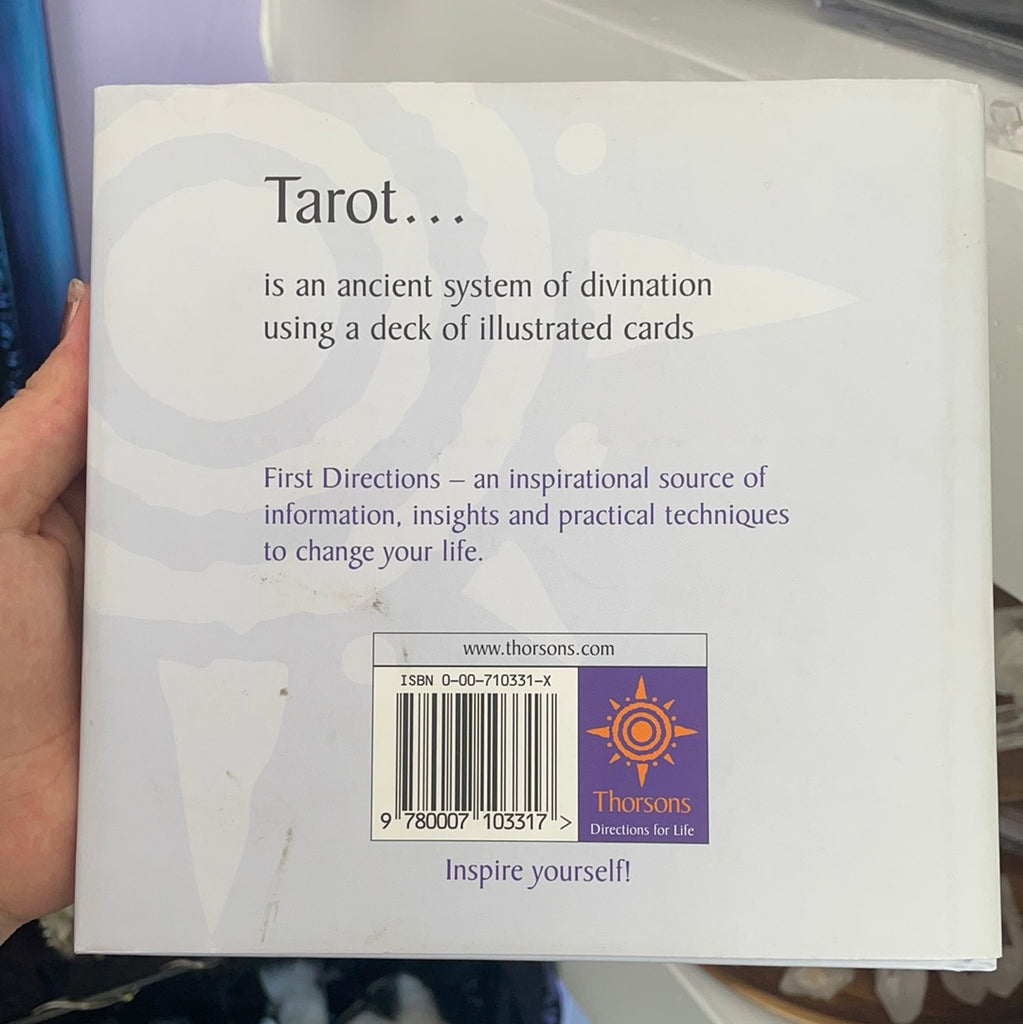 Tarot...
is an ancient system of divination
using a deck of illustrated cards
First Directions – an inspirational source of
information, insights and practical techniques
to change your life.
www.thorsons.com
ISBN 0-00-710331-X
9 780007 103317 >
Thorsons
Directions for Life
Inspire yourself!